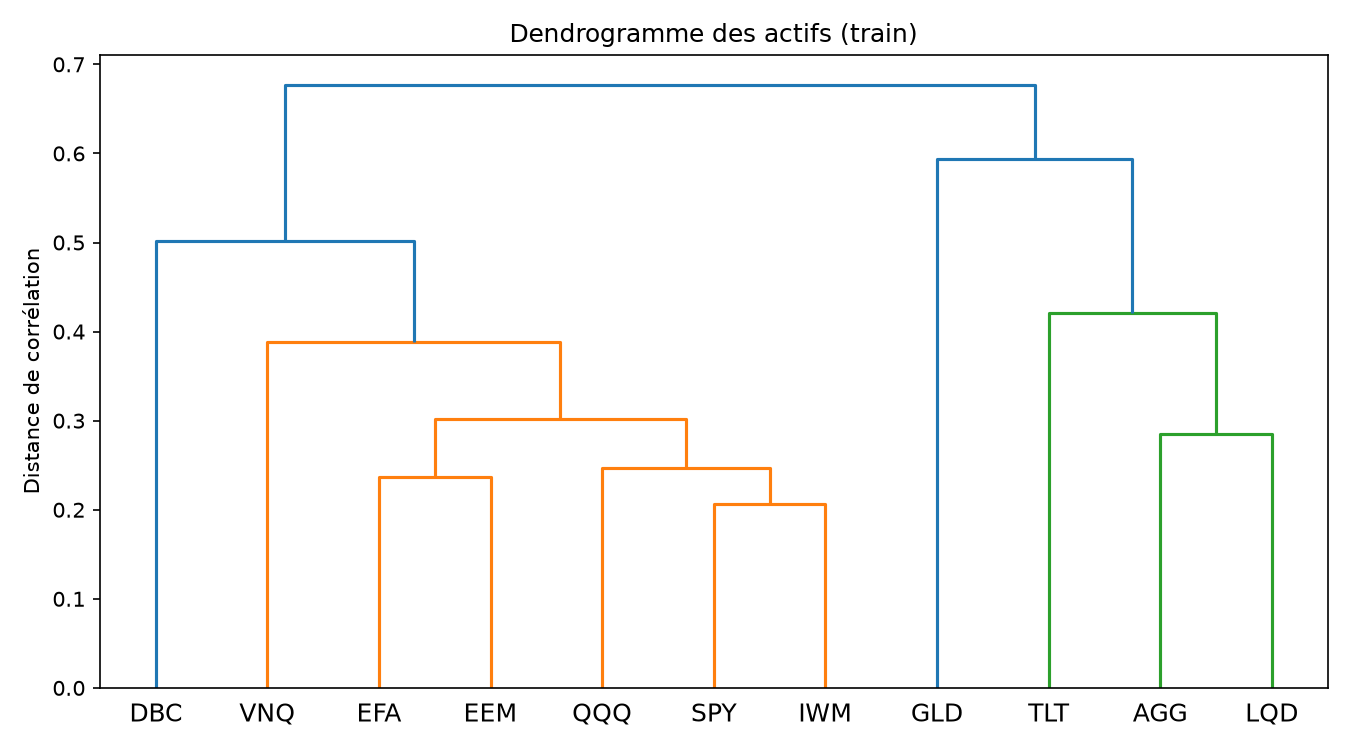 Dendrogramme des actifs (train)
Distance de corrélation
0.7
0.6
0.5
0.4
0.3
0.2
0.1
0.0
DBC VNQ EFA EEM QQQ SPY IWM GLD TLT AGG LQD